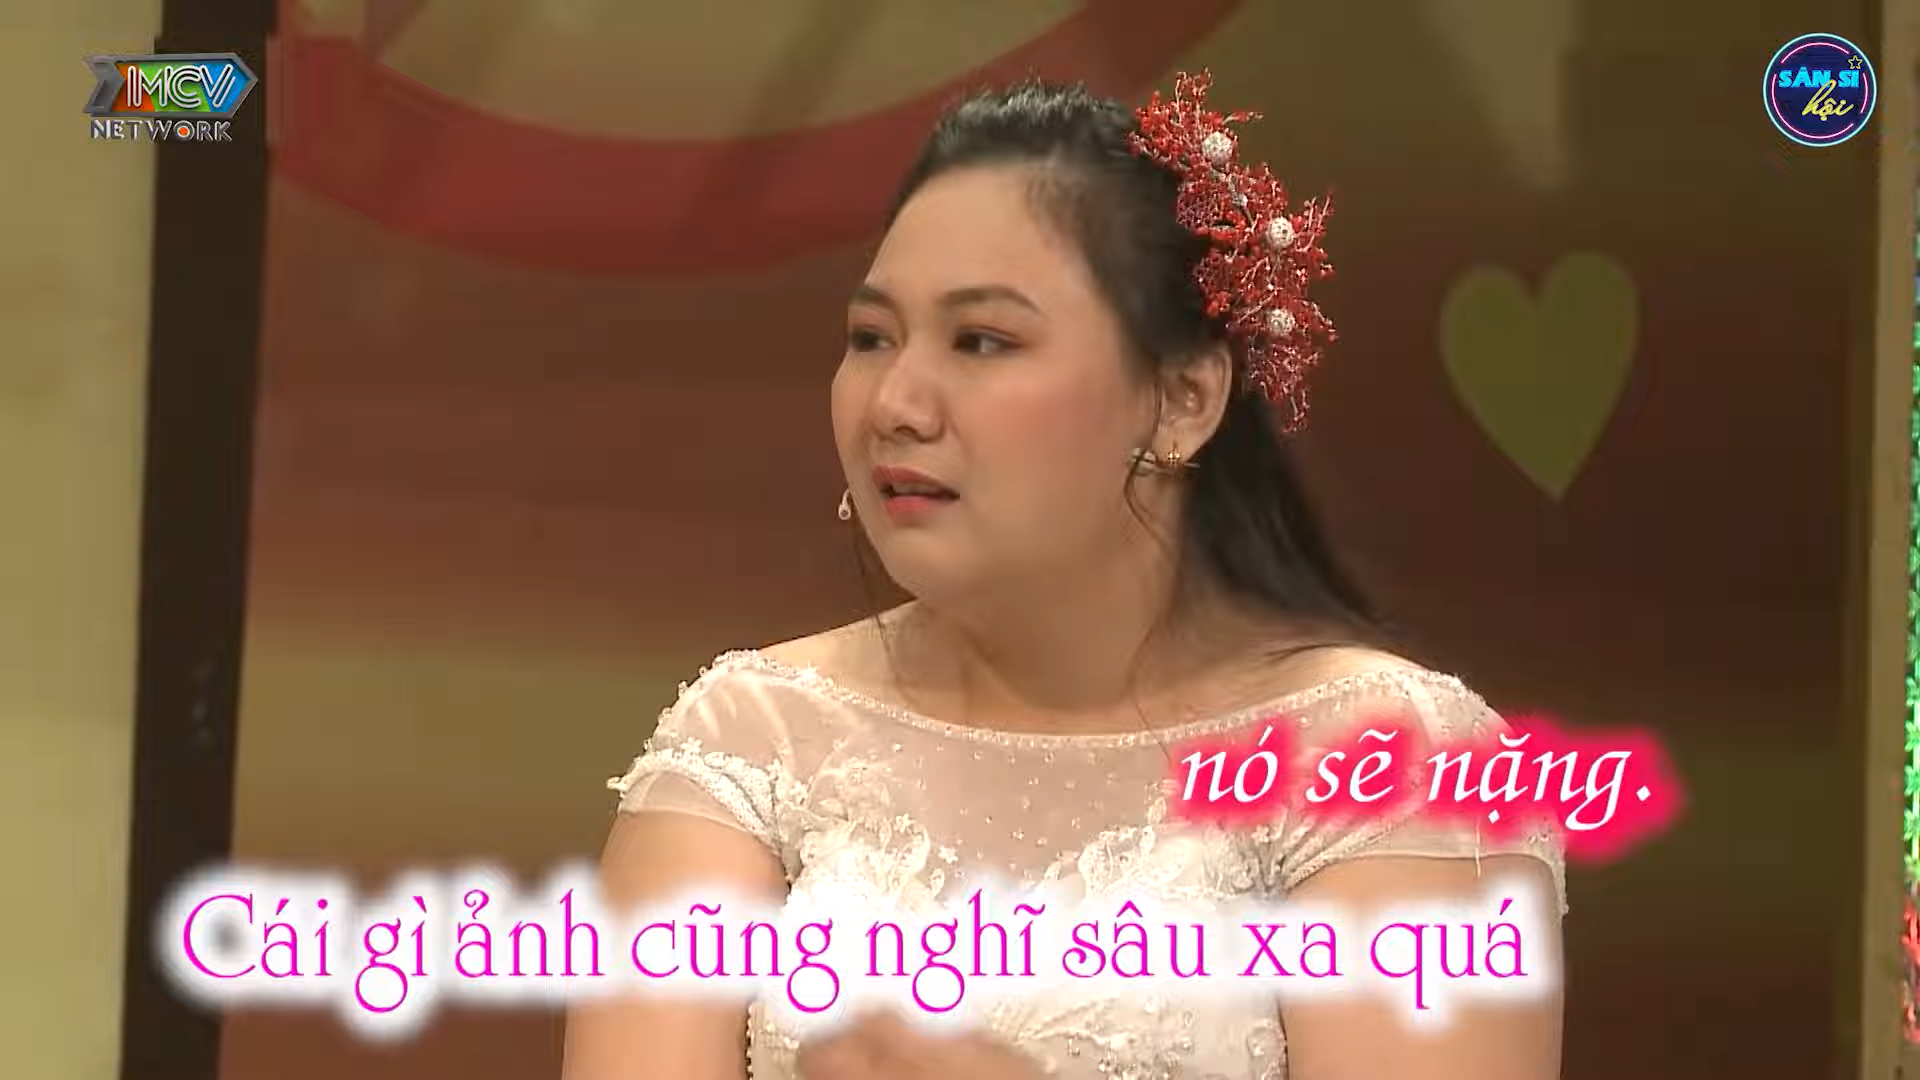 MCV
NETWORK
SÂN SI
hội
nó sẽ nặng.
Cái gì ảnh cũng nghĩ sâu xa quá